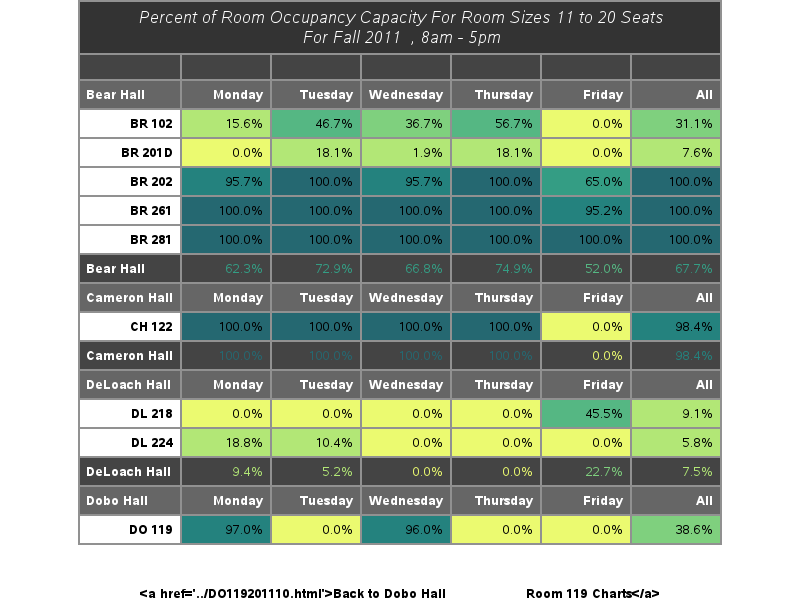 Percent of Room Occupancy Capacity For Room Sizes 11 to 20 Seats
For Fall 2011 , 8am - 5pm
Bear Hall Monday Tuesday Wednesday Thursday Friday All
BR 102 15.6% 46.7% 36.7% 56.7% 0.0% 31.1%
BR 201D 0.0% 18.1% 1.9% 18.1% 0.0% 7.6%
BR 202 95.7% 100.0% 95.7% 100.0% 65.0% 100.0%
BR 261 100.0% 100.0% 100.0% 100.0% 95.2% 100.0%
BR 281 100.0% 100.0% 100.0% 100.0% 100.0% 100.0%
Bear Hall 62.3% 72.9% 66.8% 74.9% 52.0% 67.7%
Cameron Hall Monday Tuesday Wednesday Thursday Friday All
CH 122 100.0% 100.0% 100.0% 100.0% 0.0% 98.4%
Cameron Hall 100.0% 100.0% 100.0% 100.0% 0.0% 98.4%
DeLoach Hall Monday Tuesday Wednesday Thursday Friday All
DL 218 0.0% 0.0% 0.0% 0.0% 45.5% 9.1%
DL 224 18.8% 10.4% 0.0% 0.0% 0.0% 5.8%
DeLoach Hall 9.4% 5.2% 0.0% 0.0% 22.7% 7.5%
Dobo Hall Monday Tuesday Wednesday Thursday Friday All
DO 119 97.0% 0.0% 96.0% 0.0% 0.0% 38.6%
<a href='../DO119201110.html'>Back to Dobo Hall Room 119 Charts</a>